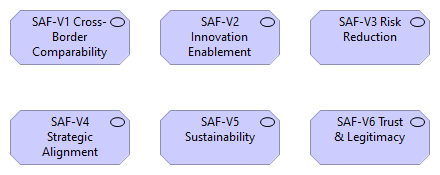 SAF-V1 Cross-
Border
Comparability
SAF-V2
Innovation
Enablement
SAF-V3 Risk
Reduction
SAF-V4
Strategic
Alignment
SAF-V5
Sustainability
SAF-V6 Trust
& Legitimacy